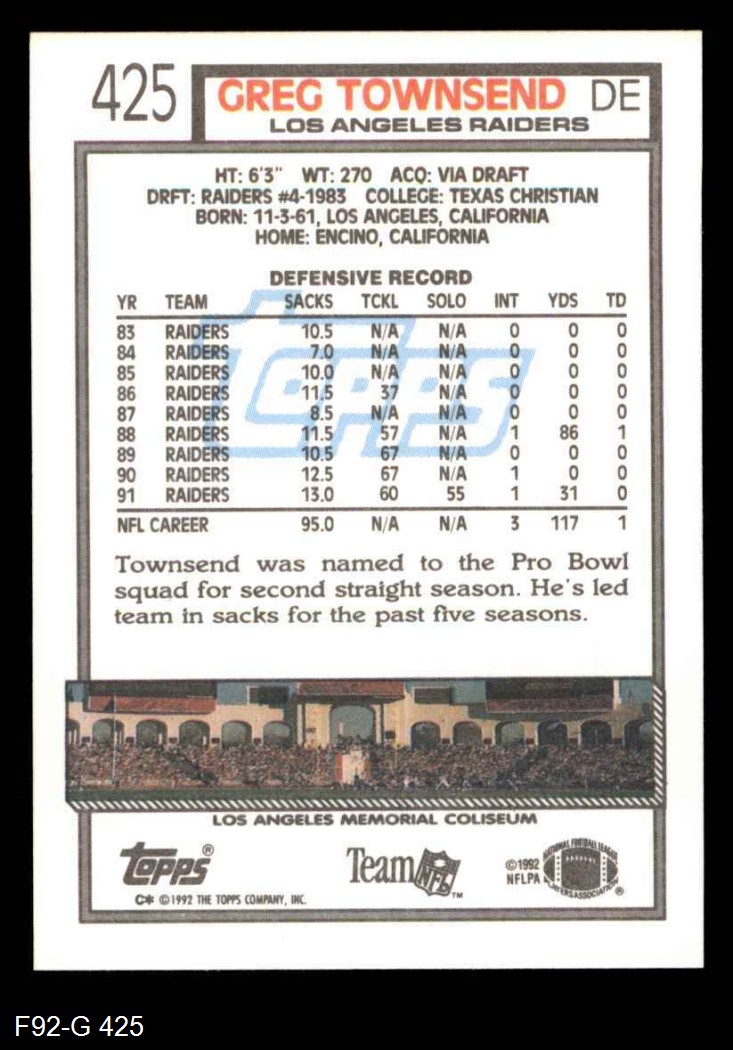 425 GREG TOWNSEND DE
LOS ANGELES RAIDERS
HT: 6'3" WT: 270 ACQ: VIA DRAFT
DRFT: RAIDERS #4-1983 COLLEGE: TEXAS CHRISTIAN
BORN: 11-3-61, LOS ANGELES, CALIFORNIA
HOME: ENCINO, CALIFORNIA
DEFENSIVE RECORD
YR TEAM SACKS TCKL SOLO INT YDS TD
83 RAIDERS 10.5 N/A N/A 0 0 0
84 RAIDERS 7.0 N/A N/A 0 0 0
85 RAIDERS 10.0 N/A N/A 0 0 0
86 RAIDERS 11.5 37 N/A 0 0 0
87 RAIDERS 8.5 N/A N/A 0 0 0
88 RAIDERS 11.5 57 N/A 1 86 1
89 RAIDERS 10.5 67 N/A 0 0 0
90 RAIDERS 12.5 67 N/A 1 0 0
91 RAIDERS 13.0 60 55 1 31 0
NFL CAREER 95.0 N/A N/A 3 117 1
topps
Townsend was named to the Pro Bowl
squad for second straight season. He's led
team in sacks for the past five seasons.
LOS ANGELES MEMORIAL COLISEUM
topps®
C* ©1992 THE TOPPS COMPANY, INC.
Team NFL™
©1992
NFLPA
NATIONAL FOOTBALL LEAGUE
PLAYERS ASSOCIATION ®
F92-G 425